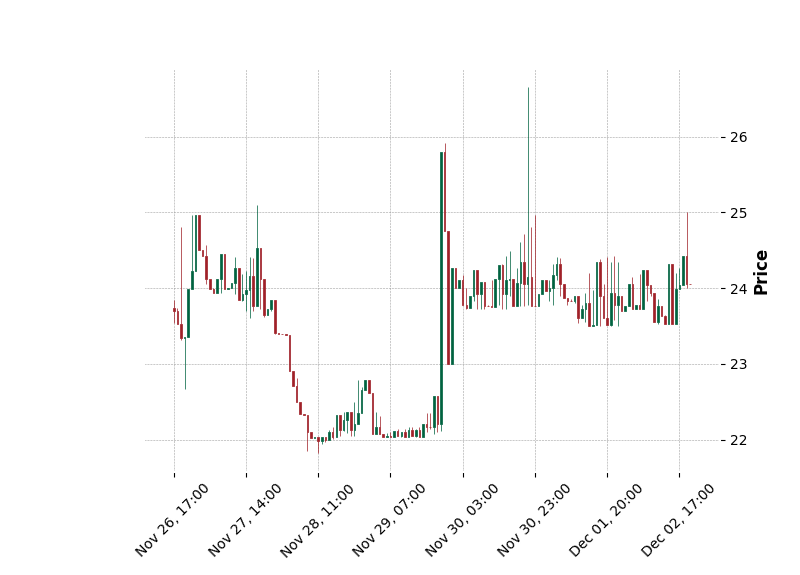 26
25
24
23
22
Price
Nov 26, 17:00
Nov 27, 14:00
Nov 28, 11:00
Nov 29, 07:00
Nov 30, 03:00
Nov 30, 23:00
Dec 01, 20:00
Dec 02, 17:00